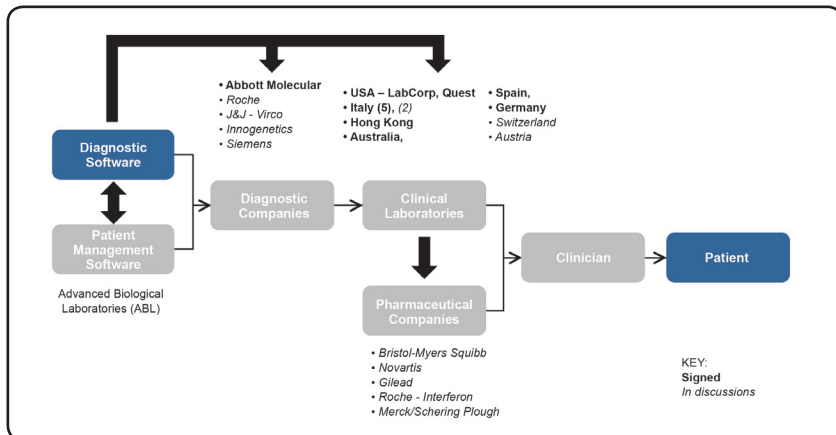 • Abbott Molecular
• Roche
• J&J - Virco
• Innogenetics
• Siemens
• USA – LabCorp, Quest
• Italy (5), (2)
• Hong Kong
• Australia,
• Spain,
• Germany
• Switzerland
• Austria
Diagnostic
Software
Patient
Management
Software
Advanced Biological
Laboratories (ABL)
Diagnostic
Companies
Clinical
Laboratories
Pharmaceutical
Companies
• Bristol-Myers Squibb
• Novartis
• Gilead
• Roche - Interferon
• Merck/Schering Plough
Clinician
Patient
KEY:
Signed
In discussions